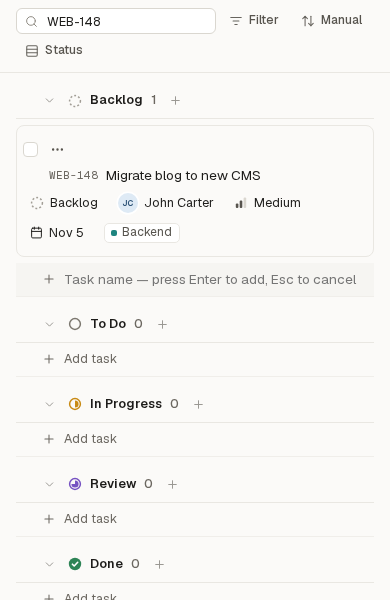 WEB-148
Filter
Manual
Status
Backlog 1
...
WEB-148 Migrate blog to new CMS
Backlog
JC John Carter
Medium
Nov 5
Backend
Task name — press Enter to add, Esc to cancel
To Do 0
Add task
In Progress 0
Add task
Review 0
Add task
Done 0
Add task